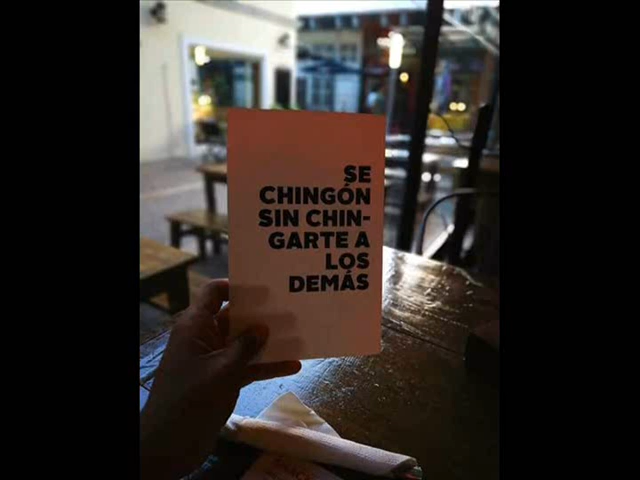 SE
CHINGÓN
SIN CHIN-
GARTE A
LOS
DEMÁS